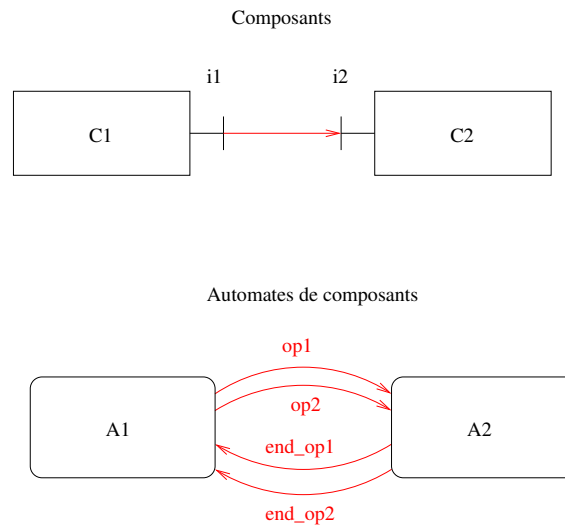 Composants
i1 i2
C1 C2
Automates de composants
op1
op2
A1 A2
end_op1
end_op2